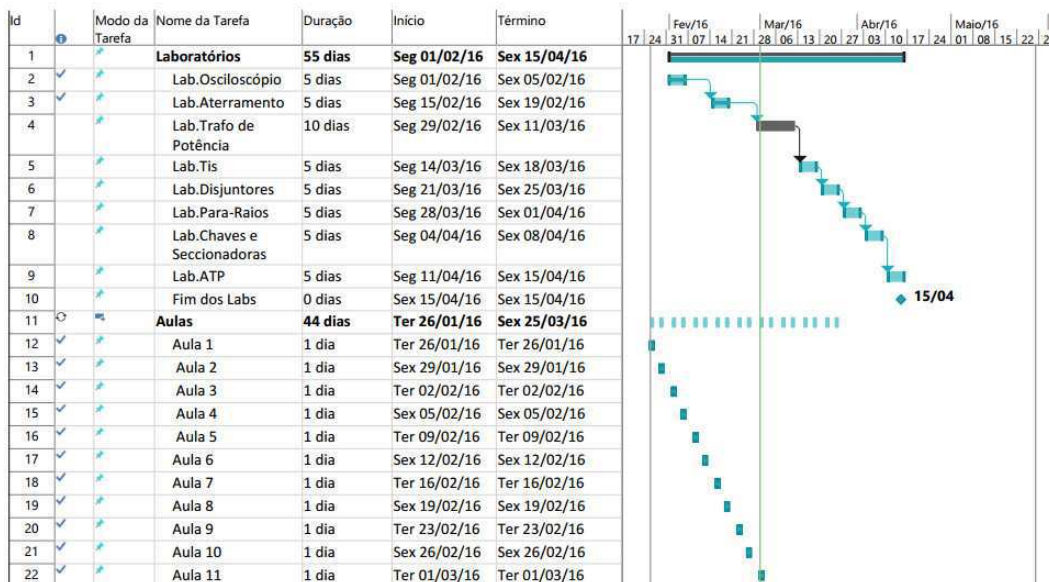 Id Modo da Tarefa Nome da Tarefa Duração Início Término
Fev/16 Mar/16 Abr/16 Maio/16
17 24 31 07 14 21 28 06 13 20 27 03 10 17 24 01 08 15 22 2
1 Laboratórios 55 dias Seg 01/02/16 Sex 15/04/16
2 Lab.Osciloscópio 5 dias Seg 01/02/16 Sex 05/02/16
3 Lab.Aterramento 5 dias Seg 15/02/16 Sex 19/02/16
4 Lab.Trafo de 10 dias Seg 29/02/16 Sex 11/03/16
Potência
5 Lab.Tis 5 dias Seg 14/03/16 Sex 18/03/16
6 Lab.Disjuntores 5 dias Seg 21/03/16 Sex 25/03/16
7 Lab.Para-Raios 5 dias Seg 28/03/16 Sex 01/04/16
8 Lab.Chaves e 5 dias Seg 04/04/16 Sex 08/04/16
Seccionadoras
9 Lab.ATP 5 dias Seg 11/04/16 Sex 15/04/16
10 Fim dos Labs 0 dias Sex 15/04/16 Sex 15/04/16 15/04
11 Aulas 44 dias Ter 26/01/16 Sex 25/03/16
12 Aula 1 1 dia Ter 26/01/16 Ter 26/01/16
13 Aula 2 1 dia Sex 29/01/16 Sex 29/01/16
14 Aula 3 1 dia Ter 02/02/16 Ter 02/02/16
15 Aula 4 1 dia Sex 05/02/16 Sex 05/02/16
16 Aula 5 1 dia Ter 09/02/16 Ter 09/02/16
17 Aula 6 1 dia Sex 12/02/16 Sex 12/02/16
18 Aula 7 1 dia Ter 16/02/16 Ter 16/02/16
19 Aula 8 1 dia Sex 19/02/16 Sex 19/02/16
20 Aula 9 1 dia Ter 23/02/16 Ter 23/02/16
21 Aula 10 1 dia Sex 26/02/16 Sex 26/02/16
22 Aula 11 1 dia Ter 01/03/16 Ter 01/03/16